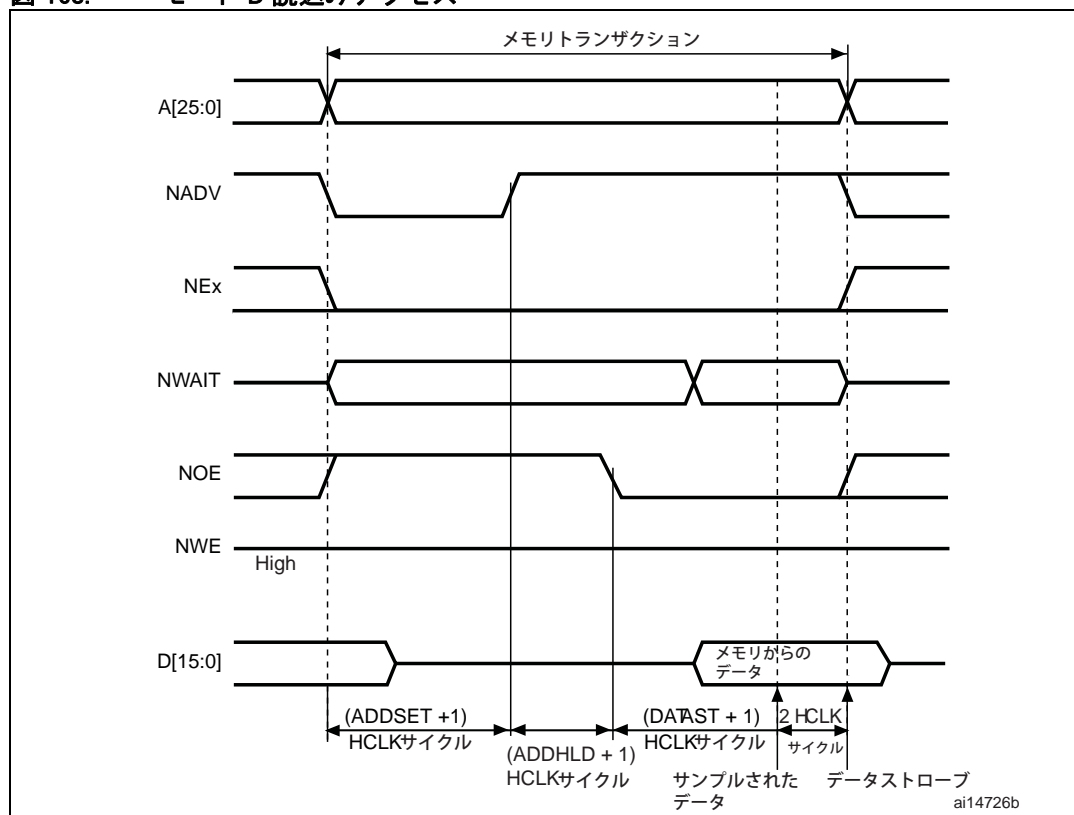 メモリトランザクション
A[25:0]
NADV
NEx
NWAIT
NOE
NWE
High
D[15:0]
メモリからの
データ
(ADDSET +1)
HCLKサイクル
(ADDHLD + 1)
HCLKサイクル
(DATAST + 1)
HCLKサイクル
2 HCLK
サイクル
サンプルされた
データ
データストローブ
ai14726b